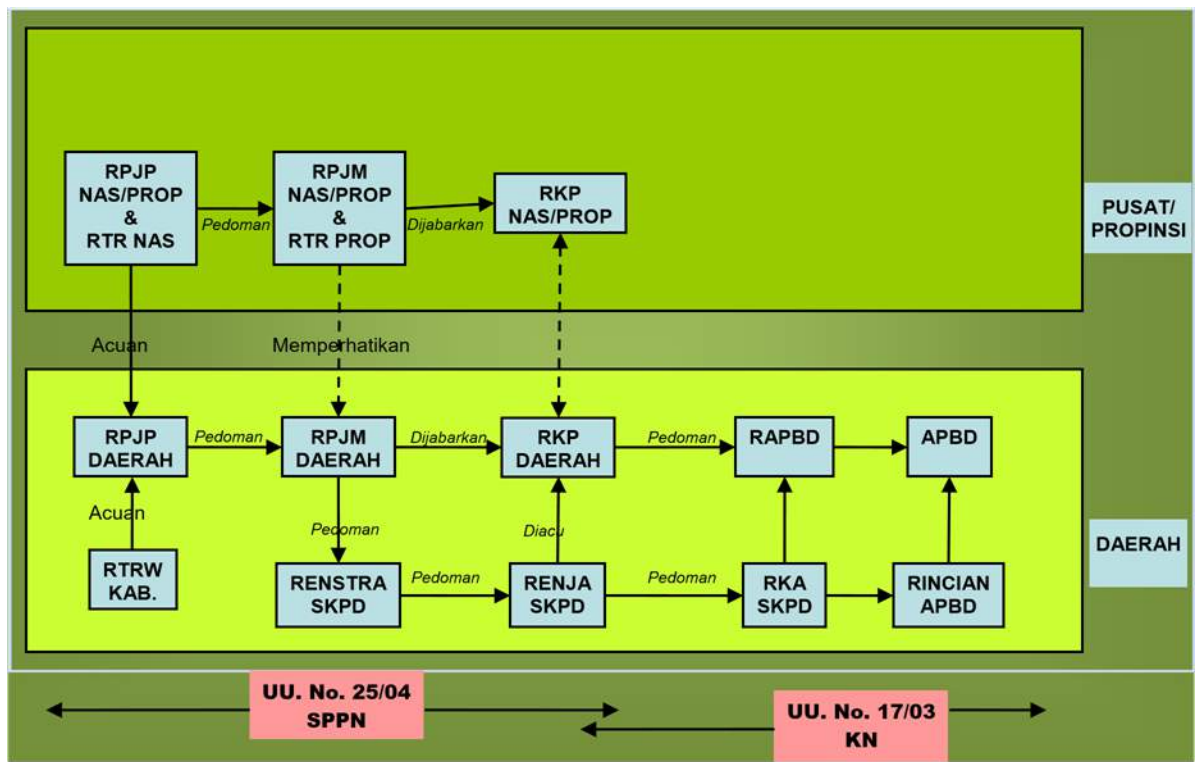 RPJP
NAS/PROP
&
RTR NAS
Pedoman
RPJM
NAS/PROP
&
RTR PROP
Dijabarkan
RKP
NAS/PROP
PUSAT/
PROPINSI
Acuan
Memperhatikan
RPJP
DAERAH
Pedoman
RPJM
DAERAH
Dijabarkan
RKP
DAERAH
Pedoman
RAPBD
APBD
Acuan
Pedoman
Diacu
DAERAH
RTRW
KAB.
RENSTRA
SKPD
Pedoman
RENJA
SKPD
Pedoman
RKA
SKPD
RINCIAN
APBD
UU. No. 25/04
SPPN
UU. No. 17/03
KN